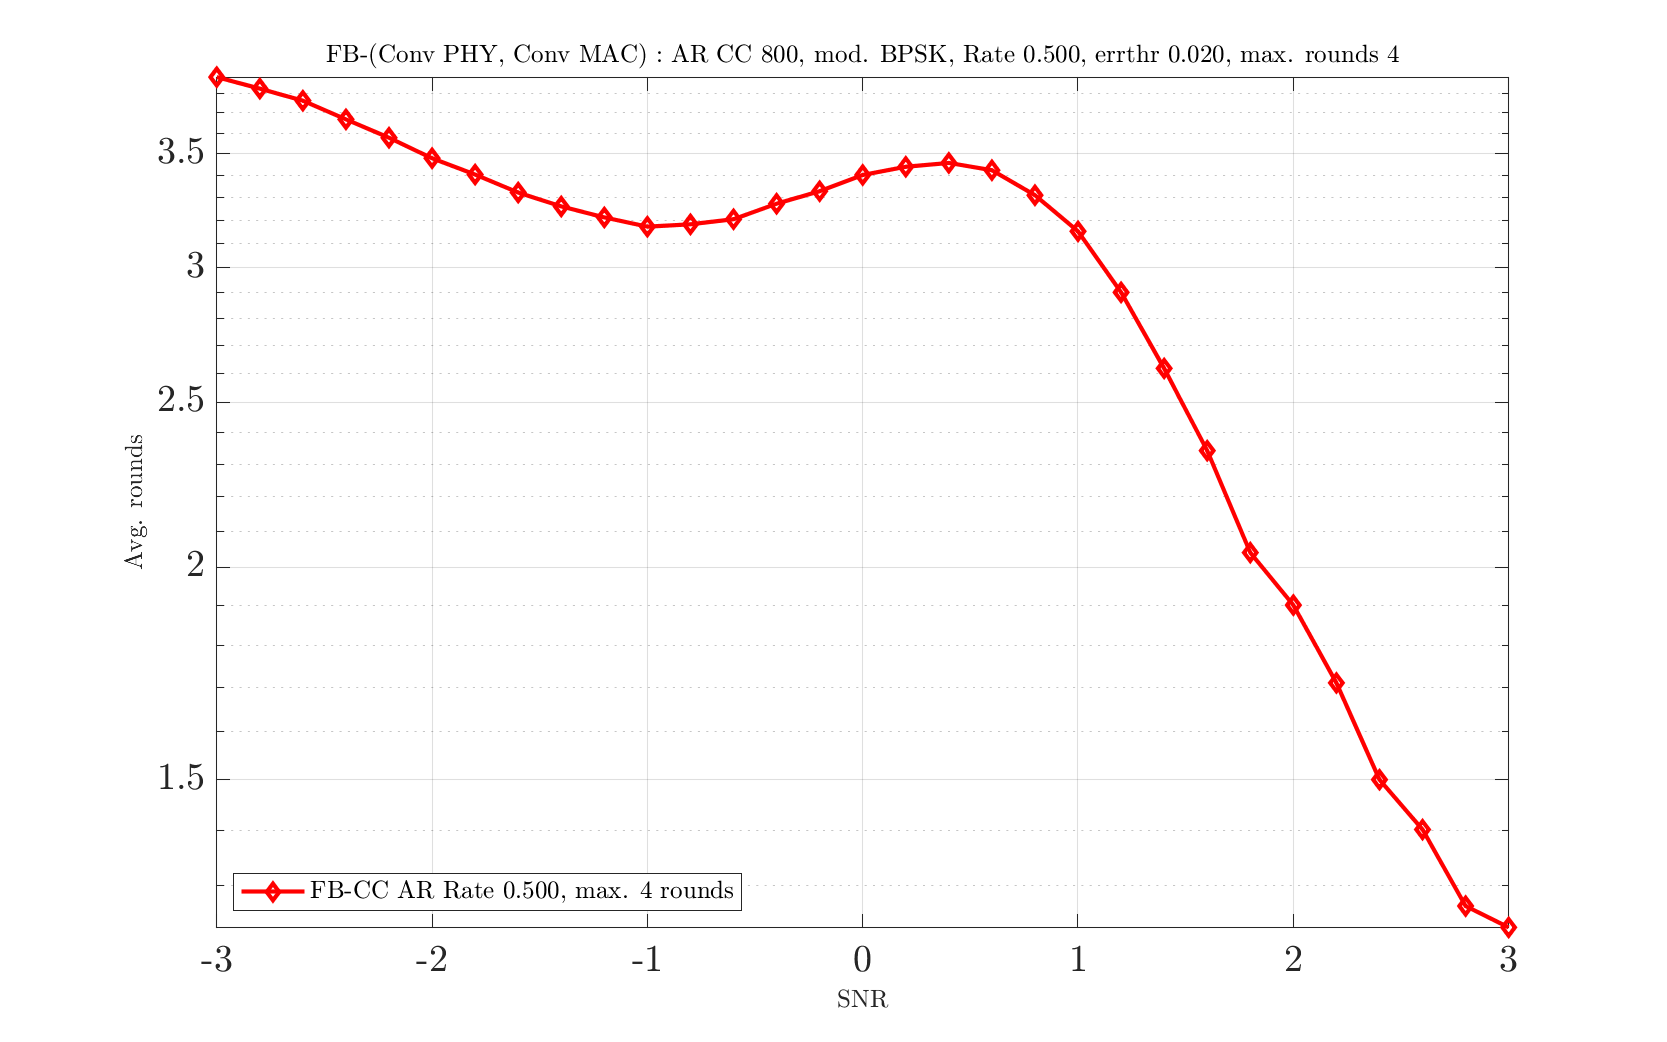 FB-(Conv PHY, Conv MAC) : AR CC 800, mod. BPSK, Rate 0.500, errthr 0.020, max. rounds 4
3.5
3
2.5
2
1.5
Avg. rounds
FB-CC AR Rate 0.500, max. 4 rounds
-3 -2 -1 0 1 2 3
SNR